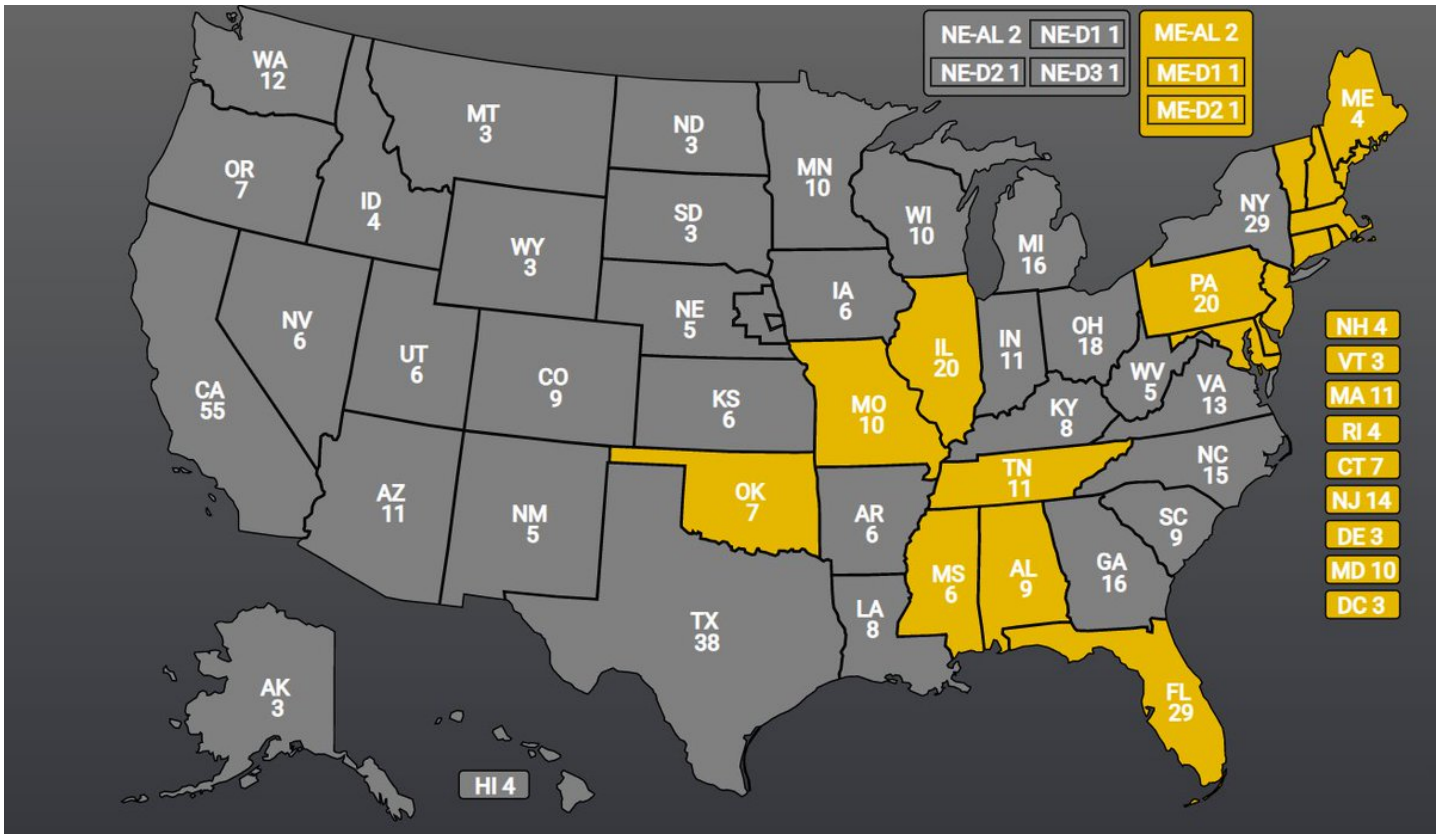 NE-AL 2
NE-D1 1
ME-AL 2
NE-D2 1
NE-D3 1
ME-D1 1
ME-D2 1
WA
12
MT
3
ND
3
ME
4
OR
7
ID
4
MN
10
SD
3
WI
10
NY
29
WY
3
MI
16
NV
6
NE
5
IA
6
PA
20
UT
6
CO
9
IL
20
IN
11
OH
18
NH 4
VT 3
CA
55
KS
6
MO
10
KY
8
WV
5
VA
13
MA 11
RI 4
CT 7
AZ
11
NM
5
OK
7
AR
6
TN
11
NC
15
SC
9
NJ 14
DE 3
MS
6
AL
9
GA
16
MD 10
DC 3
TX
38
LA
8
AK
3
FL
29
HI 4